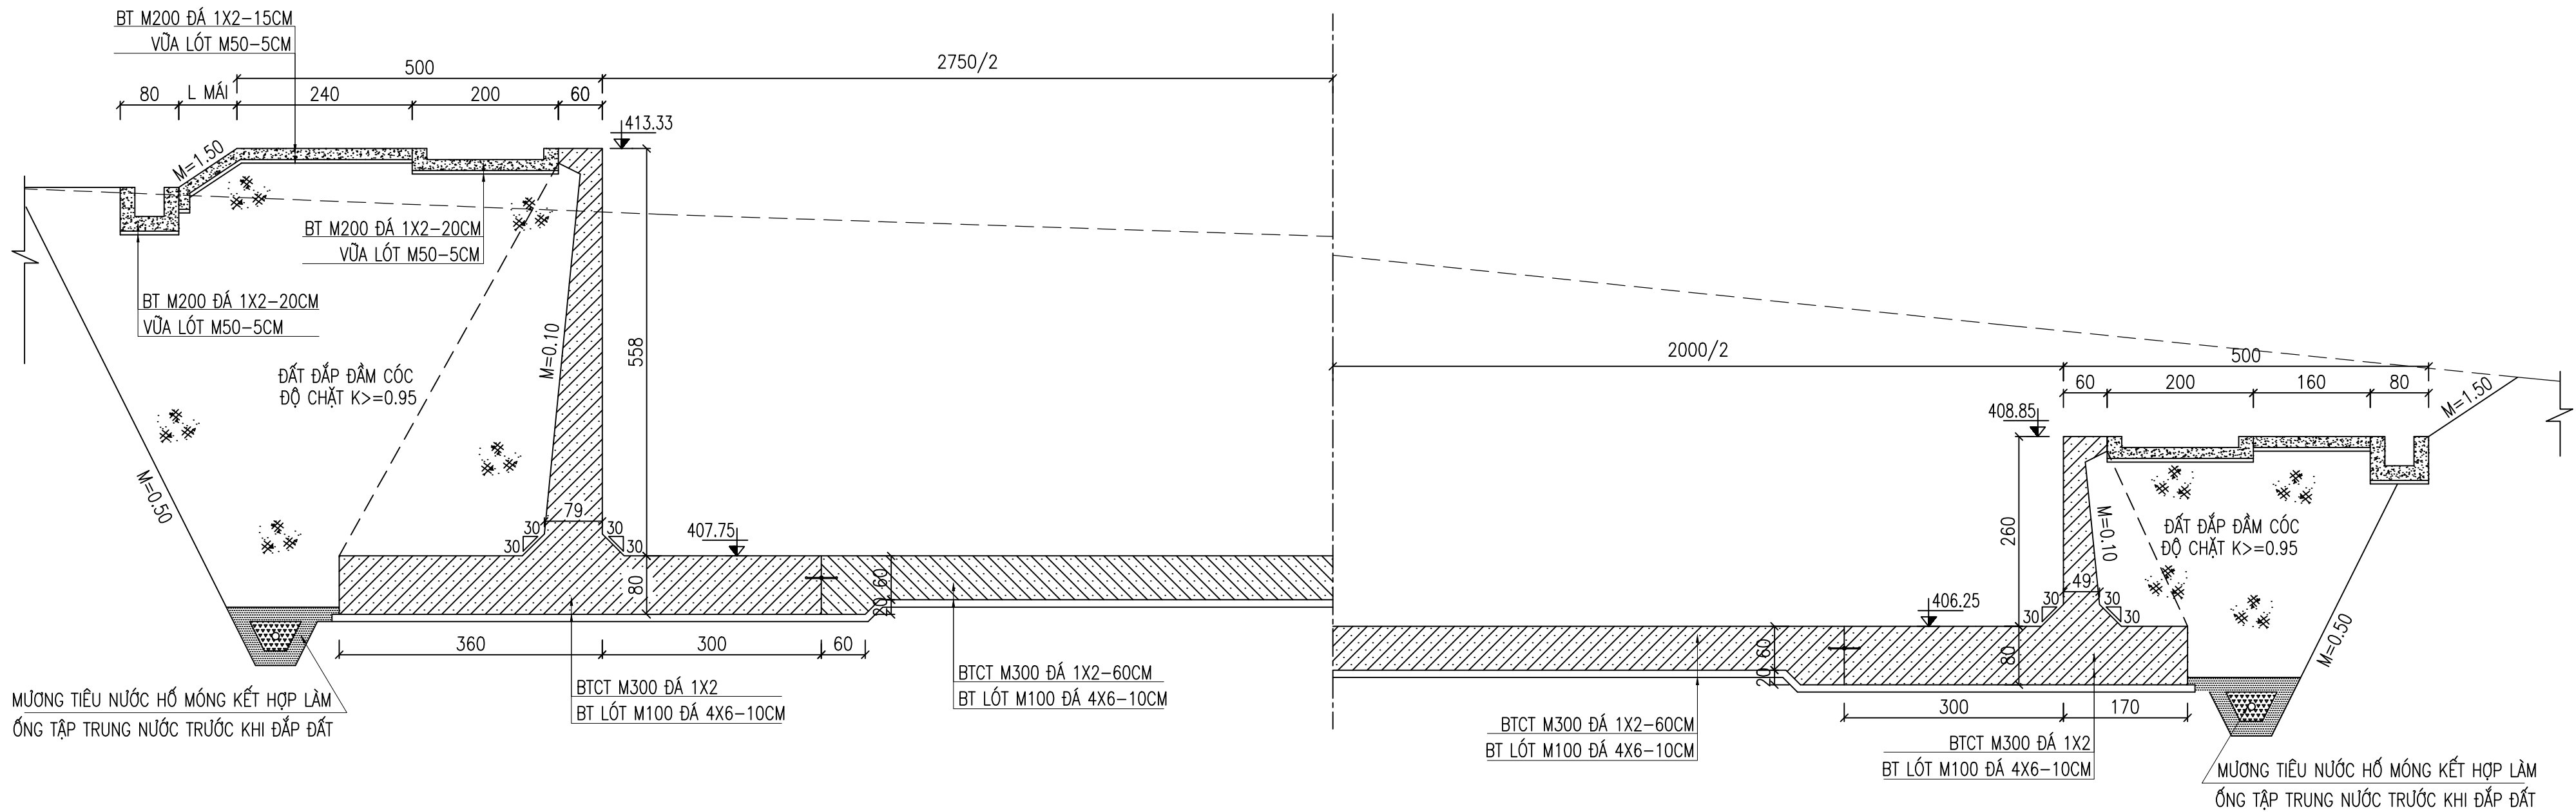 BT M200 ĐÁ 1X2-15CM
VỮA LÓT M50-5CM
500
2750/2
80
L MÁI
240
200
60
413.33
M=1.50
BT M200 ĐÁ 1X2-20CM
VỮA LÓT M50-5CM
BT M200 ĐÁ 1X2-20CM
VỮA LÓT M50-5CM
M=0.10
558
ĐẤT ĐẮP ĐẦM CÓC
ĐỘ CHẶT K>=0.95
M=0.50
79
30
30
30
30
407.75
80
60
20
360
300
60
BTCT M300 ĐÁ 1X2
BT LÓT M100 ĐÁ 4X6-10CM
BTCT M300 ĐÁ 1X2-60CM
BT LÓT M100 ĐÁ 4X6-10CM
MƯƠNG TIÊU NƯỚC HỐ MÓNG KẾT HỢP LÀM
ỐNG TẬP TRUNG NƯỚC TRƯỚC KHI ĐẮP ĐẤT
2000/2
500
60
200
160
80
408.85
M=1.50
260
M=0.10
ĐẤT ĐẮP ĐẦM CÓC
ĐỘ CHẶT K>=0.95
49
30
30
30
30
406.25
M=0.50
60
20
80
300
170
BTCT M300 ĐÁ 1X2-60CM
BT LÓT M100 ĐÁ 4X6-10CM
BTCT M300 ĐÁ 1X2
BT LÓT M100 ĐÁ 4X6-10CM
MƯƠNG TIÊU NƯỚC HỐ MÓNG KẾT HỢP LÀM
ỐNG TẬP TRUNG NƯỚC TRƯỚC KHI ĐẮP ĐẤT